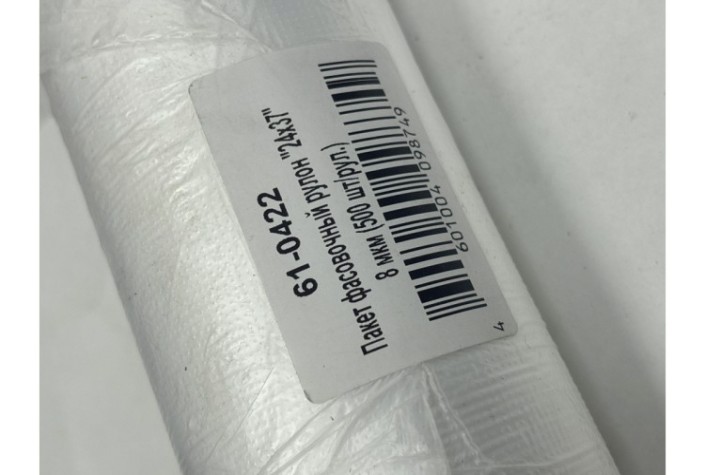 61-0422
Пакет фасовочный рулон "24х37"
8 мкм (500 шт/рул.)
601004 098749
4